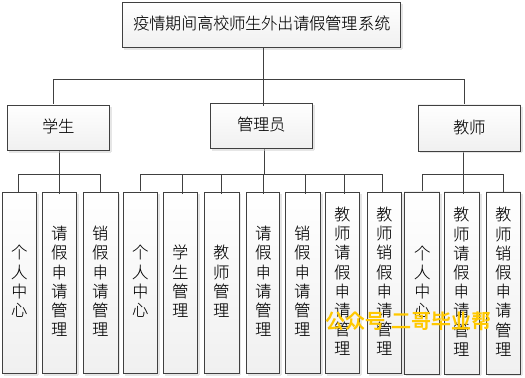 疫情期间高校师生外出请假管理系统
学生
管理员
教师
个人中心
请假申请管理
销假申请管理
个人中心
学生管理
教师管理
请假申请管理
销假申请管理
教师请假申请管理
教师销假申请管理
个人中心
教师请假申请管理
教师销假申请管理
公众号:二哥毕业帮